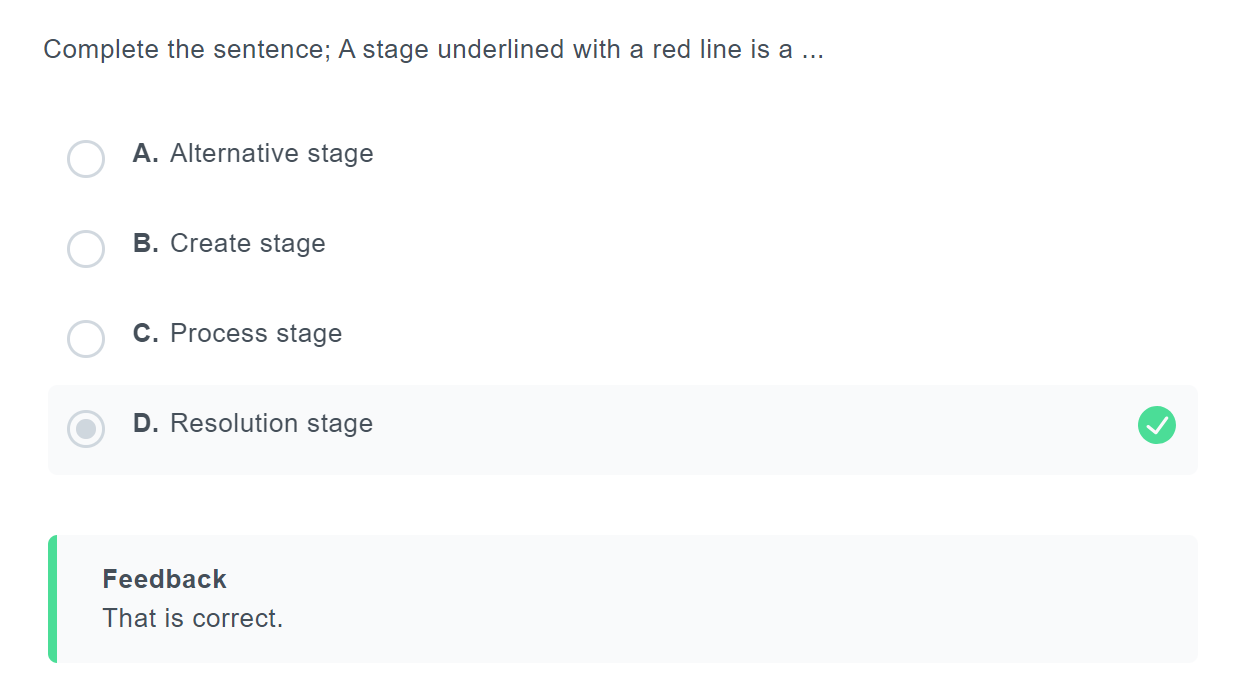 Complete the sentence; A stage underlined with a red line is a ...
A. Alternative stage
B. Create stage
C. Process stage
D. Resolution stage
Feedback
That is correct.